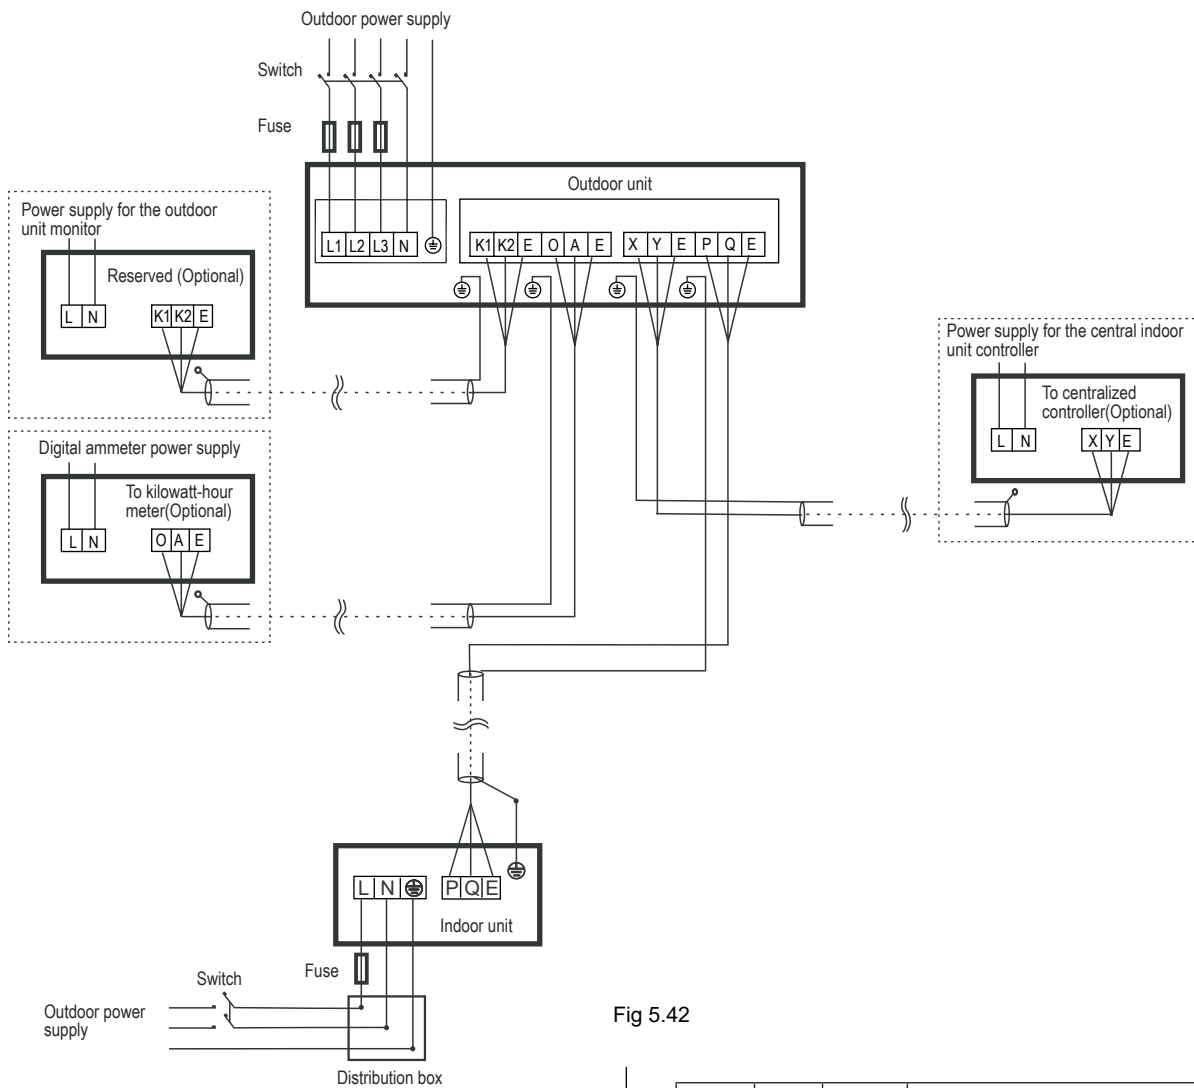 Outdoor power supply
Switch
Fuse
Outdoor unit
L1 L2 L3 N
K1 K2 E O A E
X Y E P Q E
Power supply for the outdoor
unit monitor
Reserved (Optional)
L N
K1 K2 E
Digital ammeter power supply
To kilowatt-hour
meter(Optional)
L N
O A E
Power supply for the central indoor
unit controller
To centralized
controller(Optional)
L N
X Y E
L N
P Q E
Indoor unit
Fuse
Switch
Outdoor power
supply
Distribution box
Fig 5.42